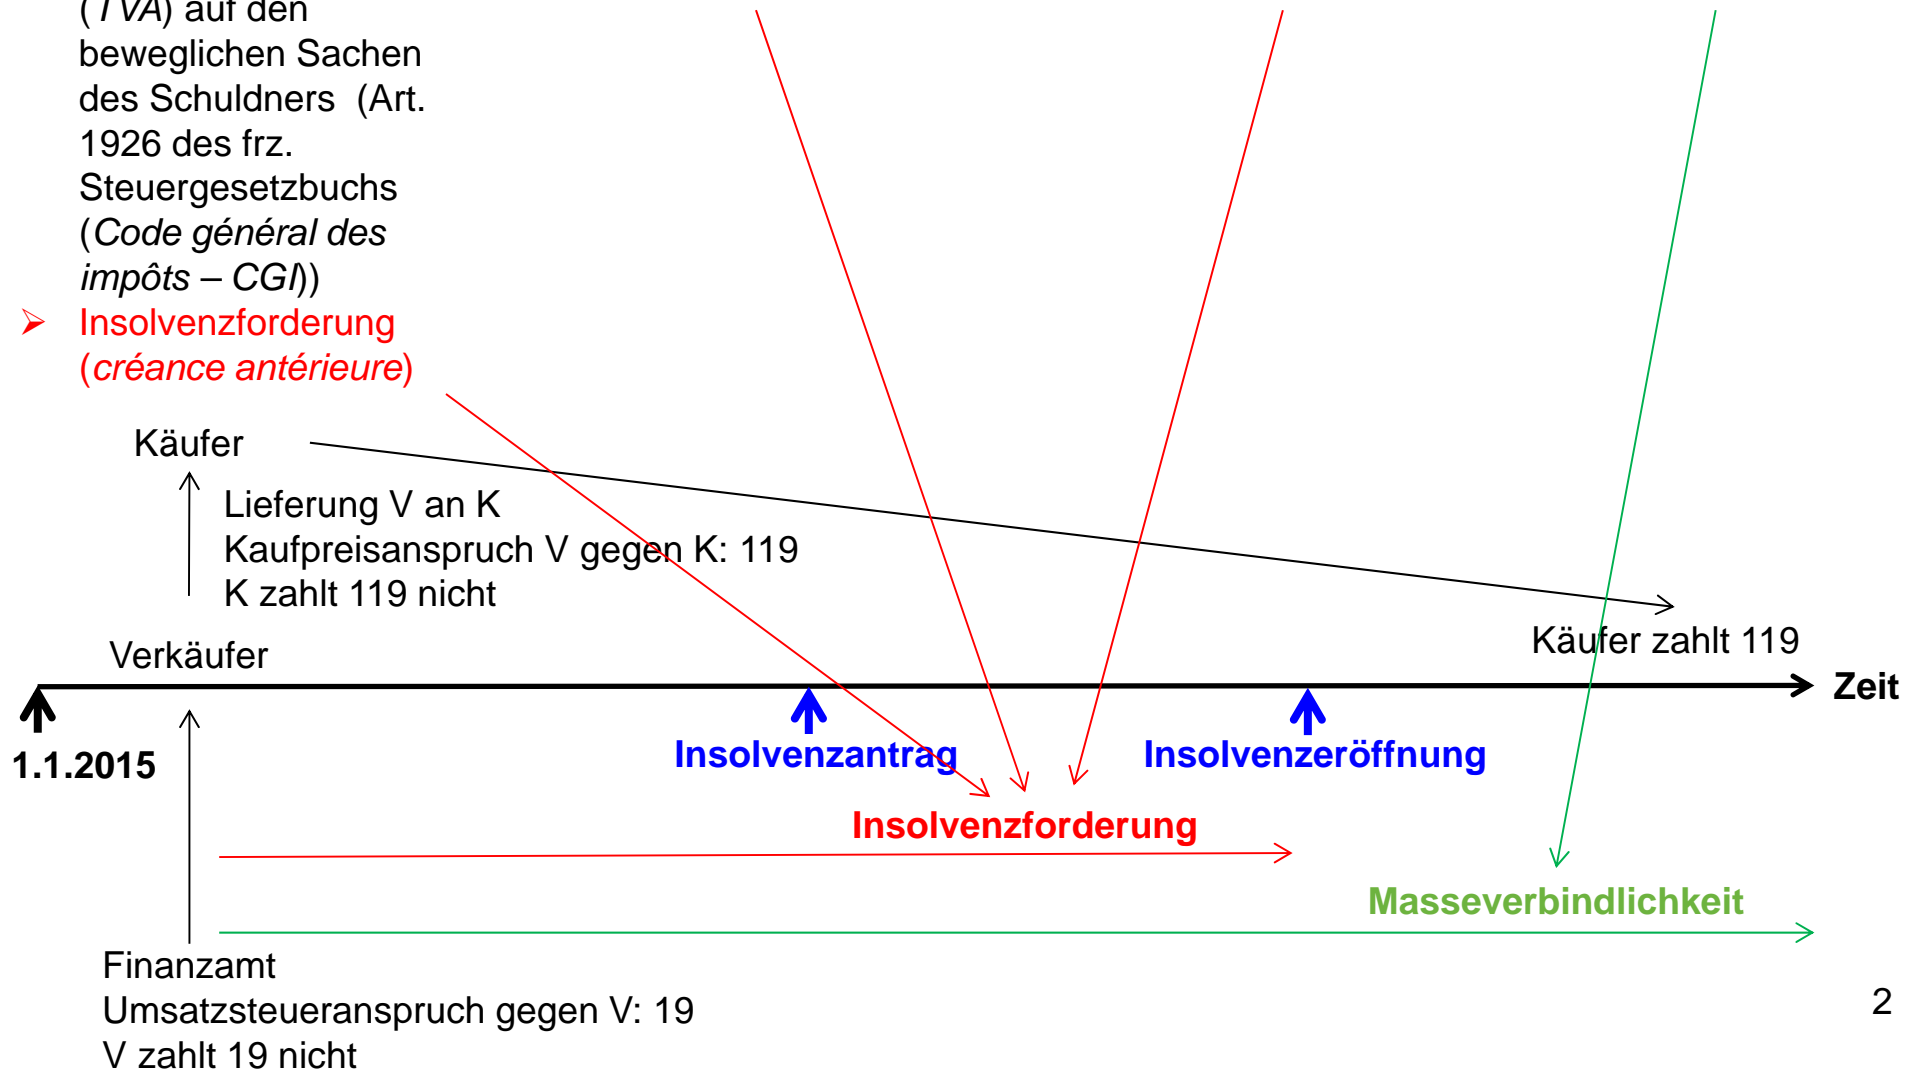 (TVA) auf den
beweglichen Sachen
des Schuldners (Art.
1926 des frz.
Steuergesetzbuchs
(Code général des
impôts – CGI))
➢ Insolvenzforderung
(créance antérieure)
Käufer
Lieferung V an K
Kaufpreisanspruch V gegen K: 119
K zahlt 119 nicht
Käufer zahlt 119
Verkäufer
Zeit
1.1.2015
Insolvenzantrag
Insolvenzeröffnung
Insolvenzforderung
Masseverbindlichkeit
Finanzamt
Umsatzsteueranspruch gegen V: 19
V zahlt 19 nicht
2